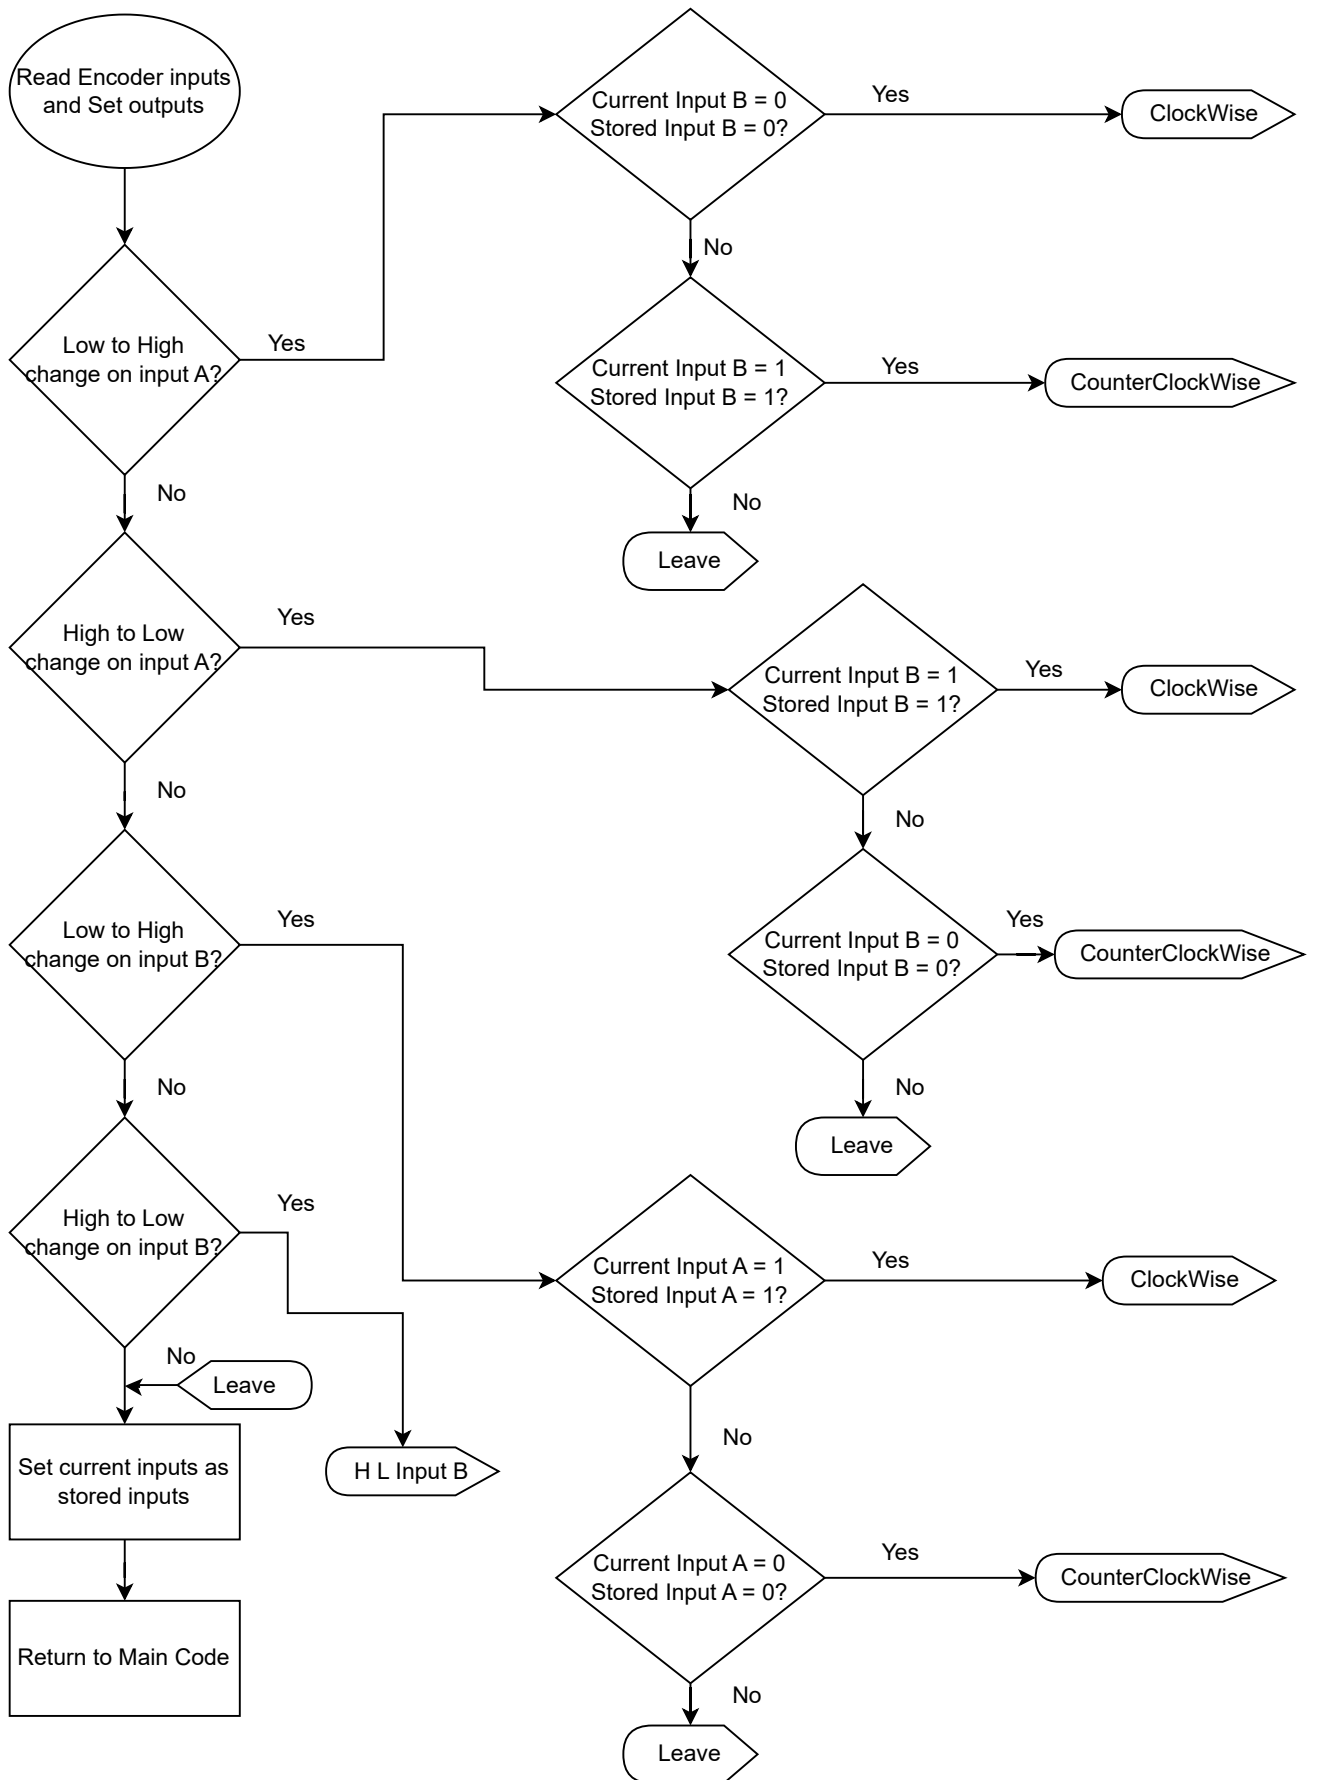 Read Encoder inputs
and Set outputs
Low to High
change on input A?
Yes
Current Input B = 0
Stored Input B = 0?
Yes
ClockWise
No
Current Input B = 1
Stored Input B = 1?
Yes
CounterClockWise
No
Leave
No
High to Low
change on input A?
Yes
Current Input B = 1
Stored Input B = 1?
Yes
ClockWise
No
Current Input B = 0
Stored Input B = 0?
Yes
CounterClockWise
No
Leave
No
Low to High
change on input B?
Yes
Current Input A = 1
Stored Input A = 1?
Yes
ClockWise
No
Current Input A = 0
Stored Input A = 0?
Yes
CounterClockWise
No
Leave
No
High to Low
change on input B?
Yes
H L Input B
No
Leave
Set current inputs as
stored inputs
Return to Main Code